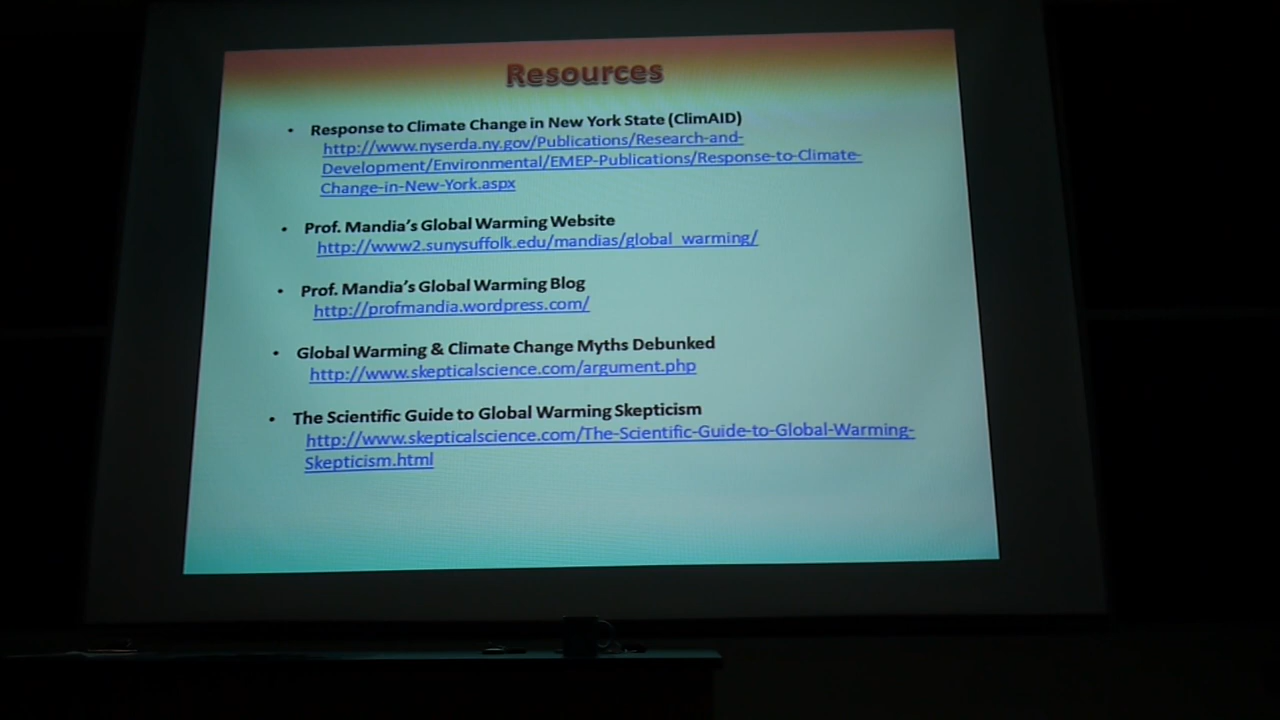 Resources
• Response to Climate Change in New York State (ClimAID)
http://www.nyserda.ny.gov/Publications/Research-and-
Development/Environmental/EMEP-Publications/Response-to-Climate-
Change-in-New-York.aspx
• Prof. Mandia's Global Warming Website
http://www2.sunysuffolk.edu/mandias/global_warming/
• Prof. Mandia's Global Warming Blog
http://profmandia.wordpress.com/
• Global Warming & Climate Change Myths Debunked
http://www.skepticalscience.com/argument.php
• The Scientific Guide to Global Warming Skepticism
http://www.skepticalscience.com/The-Scientific-Guide-to-Global-Warming-
Skepticism.html